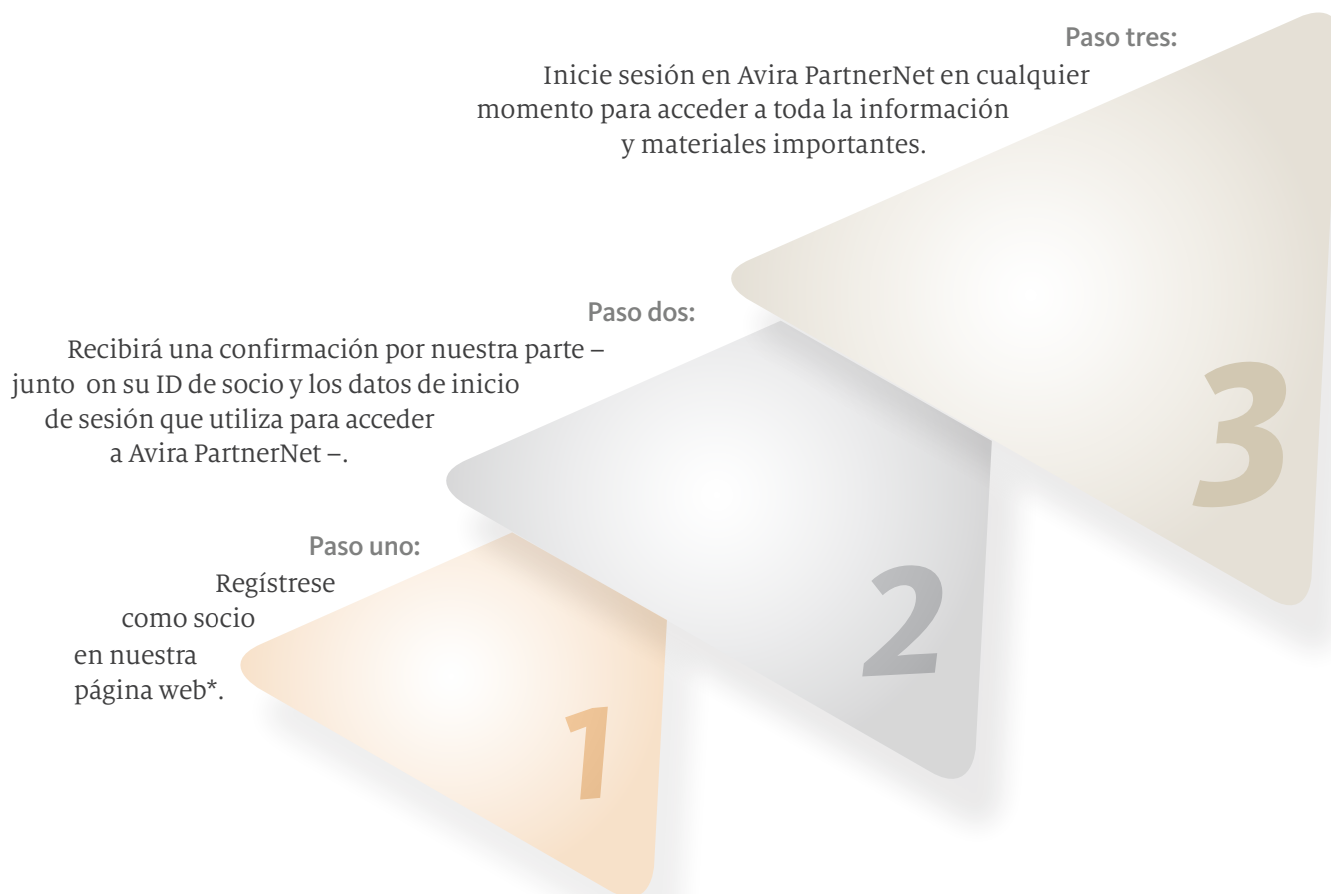 Paso tres:
Inicie sesión en Avira PartnerNet en cualquier
momento para acceder a toda la información
y materiales importantes.
3
Paso dos:
Recibirá una confirmación por nuestra parte –
junto on su ID de socio y los datos de inicio
de sesión que utiliza para acceder
a Avira PartnerNet –.
2
Paso uno:
Regístrese
como socio
en nuestra
página web*.
1